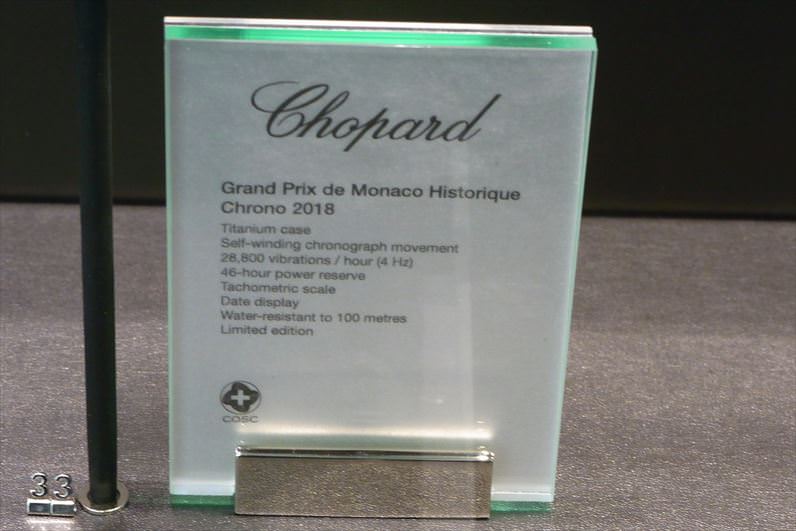 Chopard
Grand Prix de Monaco Historique
Chrono 2018
Titanium case
Self-winding chronograph movement
28,800 vibrations / hour (4 Hz)
46-hour power reserve
Tachometric scale
Date display
Water-resistant to 100 metres
Limited edition
COSC
33